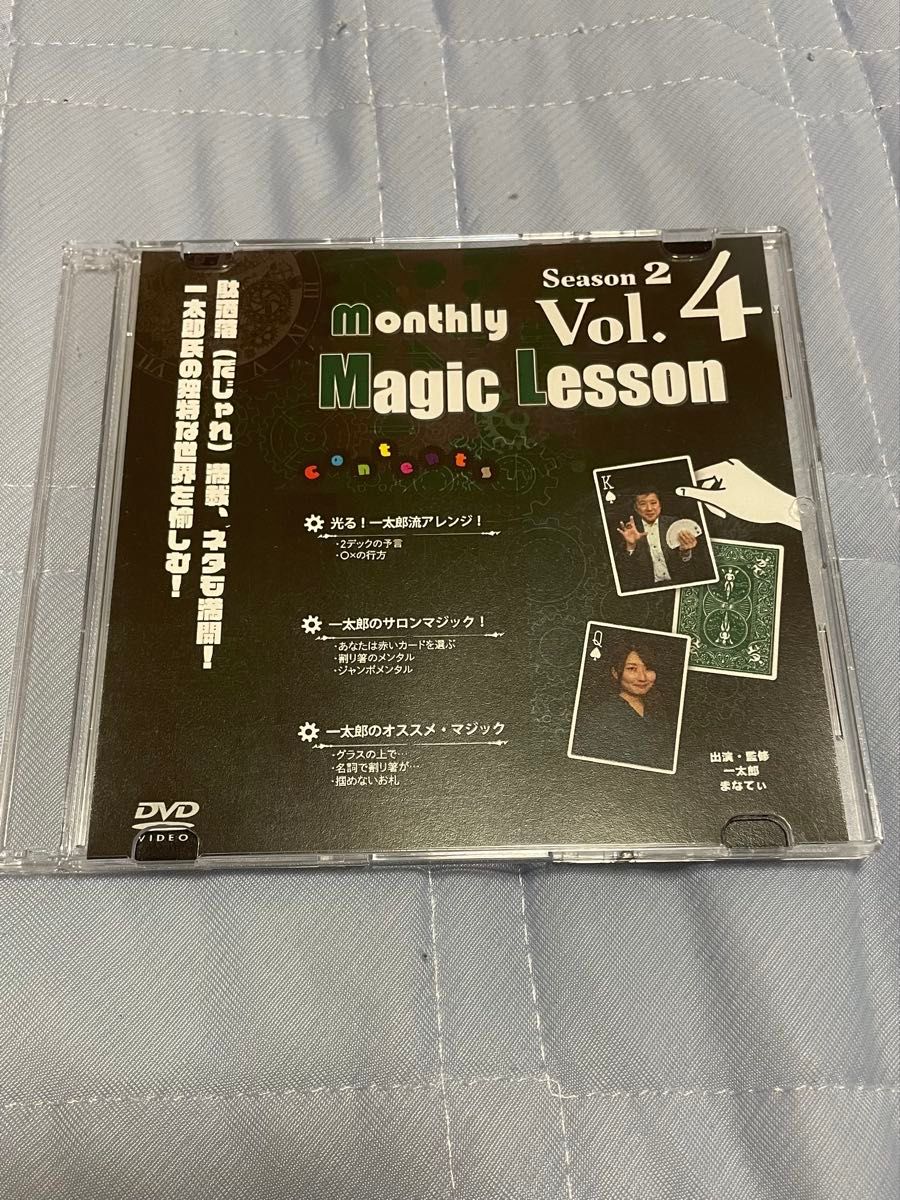 Season 2
Vol. 4
monthly
Magic Lesson
駄洒落（だじゃれ）満載、ネタも満開！
一太郎氏の独特な世界を愉しむ！
contents
光る！一太郎流アレンジ！
・2デックの予言
・〇×の行方
一太郎のサロンマジック！
・あなたは赤いカードを選ぶ
・割り箸のメンタル
・ジャンボメンタル
一太郎のオススメ・マジック
・グラスの上で…
・名詞で割り箸が…
・掴めないお札
K
Q
出演・監修
一太郎
まなてぃ
DVD
VIDEO